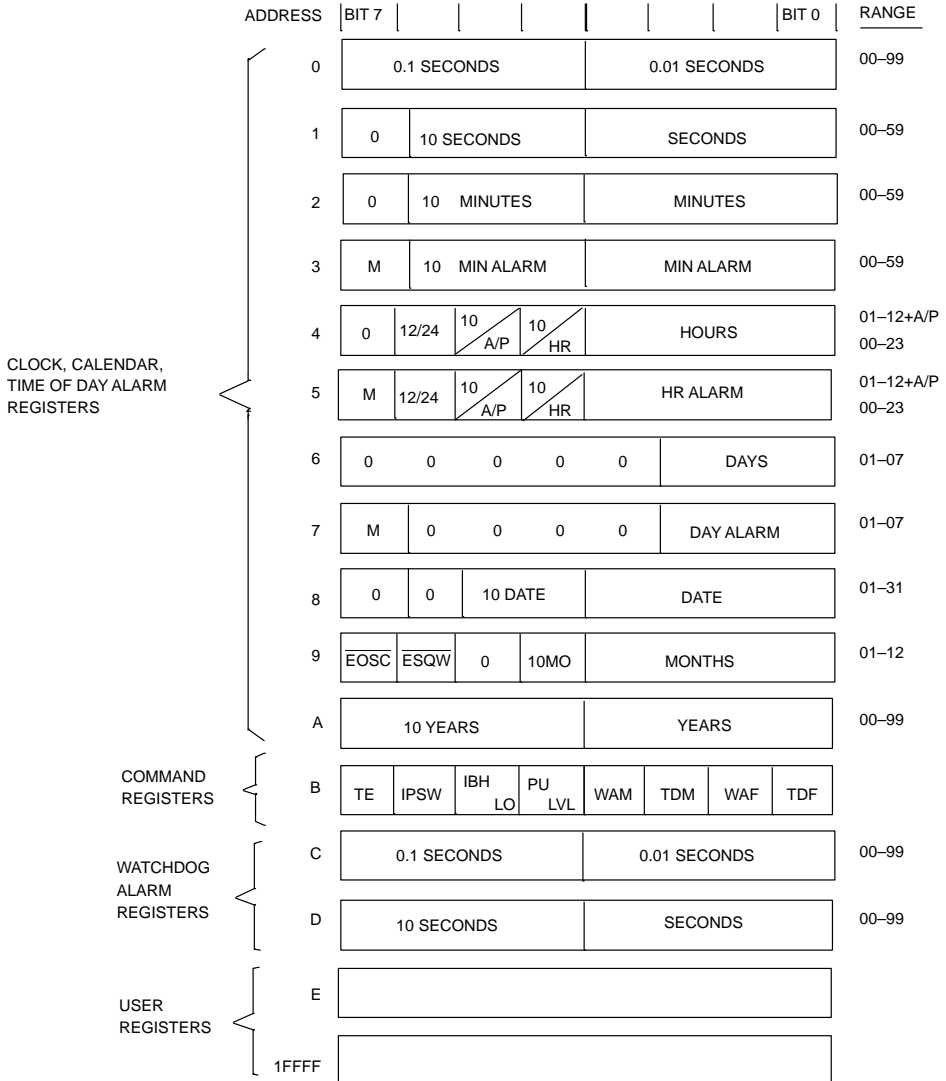 ADDRESS BIT 7 BIT 0 RANGE
0 0.1 SECONDS 0.01 SECONDS 00–99
1 0 10 SECONDS SECONDS 00–59
2 0 10 MINUTES MINUTES 00–59
3 M 10 MIN ALARM MIN ALARM 00–59
4 0 12/24 10 A/P 10 HR HOURS 01–12+A/P
00–23
CLOCK, CALENDAR,
TIME OF DAY ALARM
REGISTERS
5 M 12/24 10 A/P 10 HR HR ALARM 01–12+A/P
00–23
6 0 0 0 0 0 DAYS 01–07
7 M 0 0 0 0 DAY ALARM 01–07
8 0 0 10 DATE DATE 01–31
9 EOSC ESQW 0 10MO MONTHS 01–12
A 10 YEARS YEARS 00–99
COMMAND
REGISTERS
B TE IPSW IBH LO PU LVL WAM TDM WAF TDF
C 0.1 SECONDS 0.01 SECONDS 00–99
WATCHDOG
ALARM
REGISTERS
D 10 SECONDS SECONDS 00–99
E
USER
REGISTERS
1FFFF